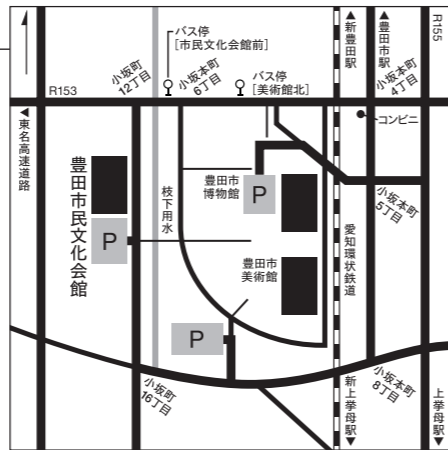 バス停
[市民文化会館前]
小坂町
12丁目
小坂本町
6丁目
バス停
[美術館北]
▲新豊田駅
▲豊田市駅
小坂本町
4丁目
R155
R153
コンビニ
◀東名高速道路
豊田市民文化会館
P
枝下用水
豊田市
博物館
P
小坂本町
5丁目
愛知環状鉄道
豊田市
美術館
P
小坂町
16丁目
新上挙母駅▼
小坂本町
8丁目
上挙母駅▼